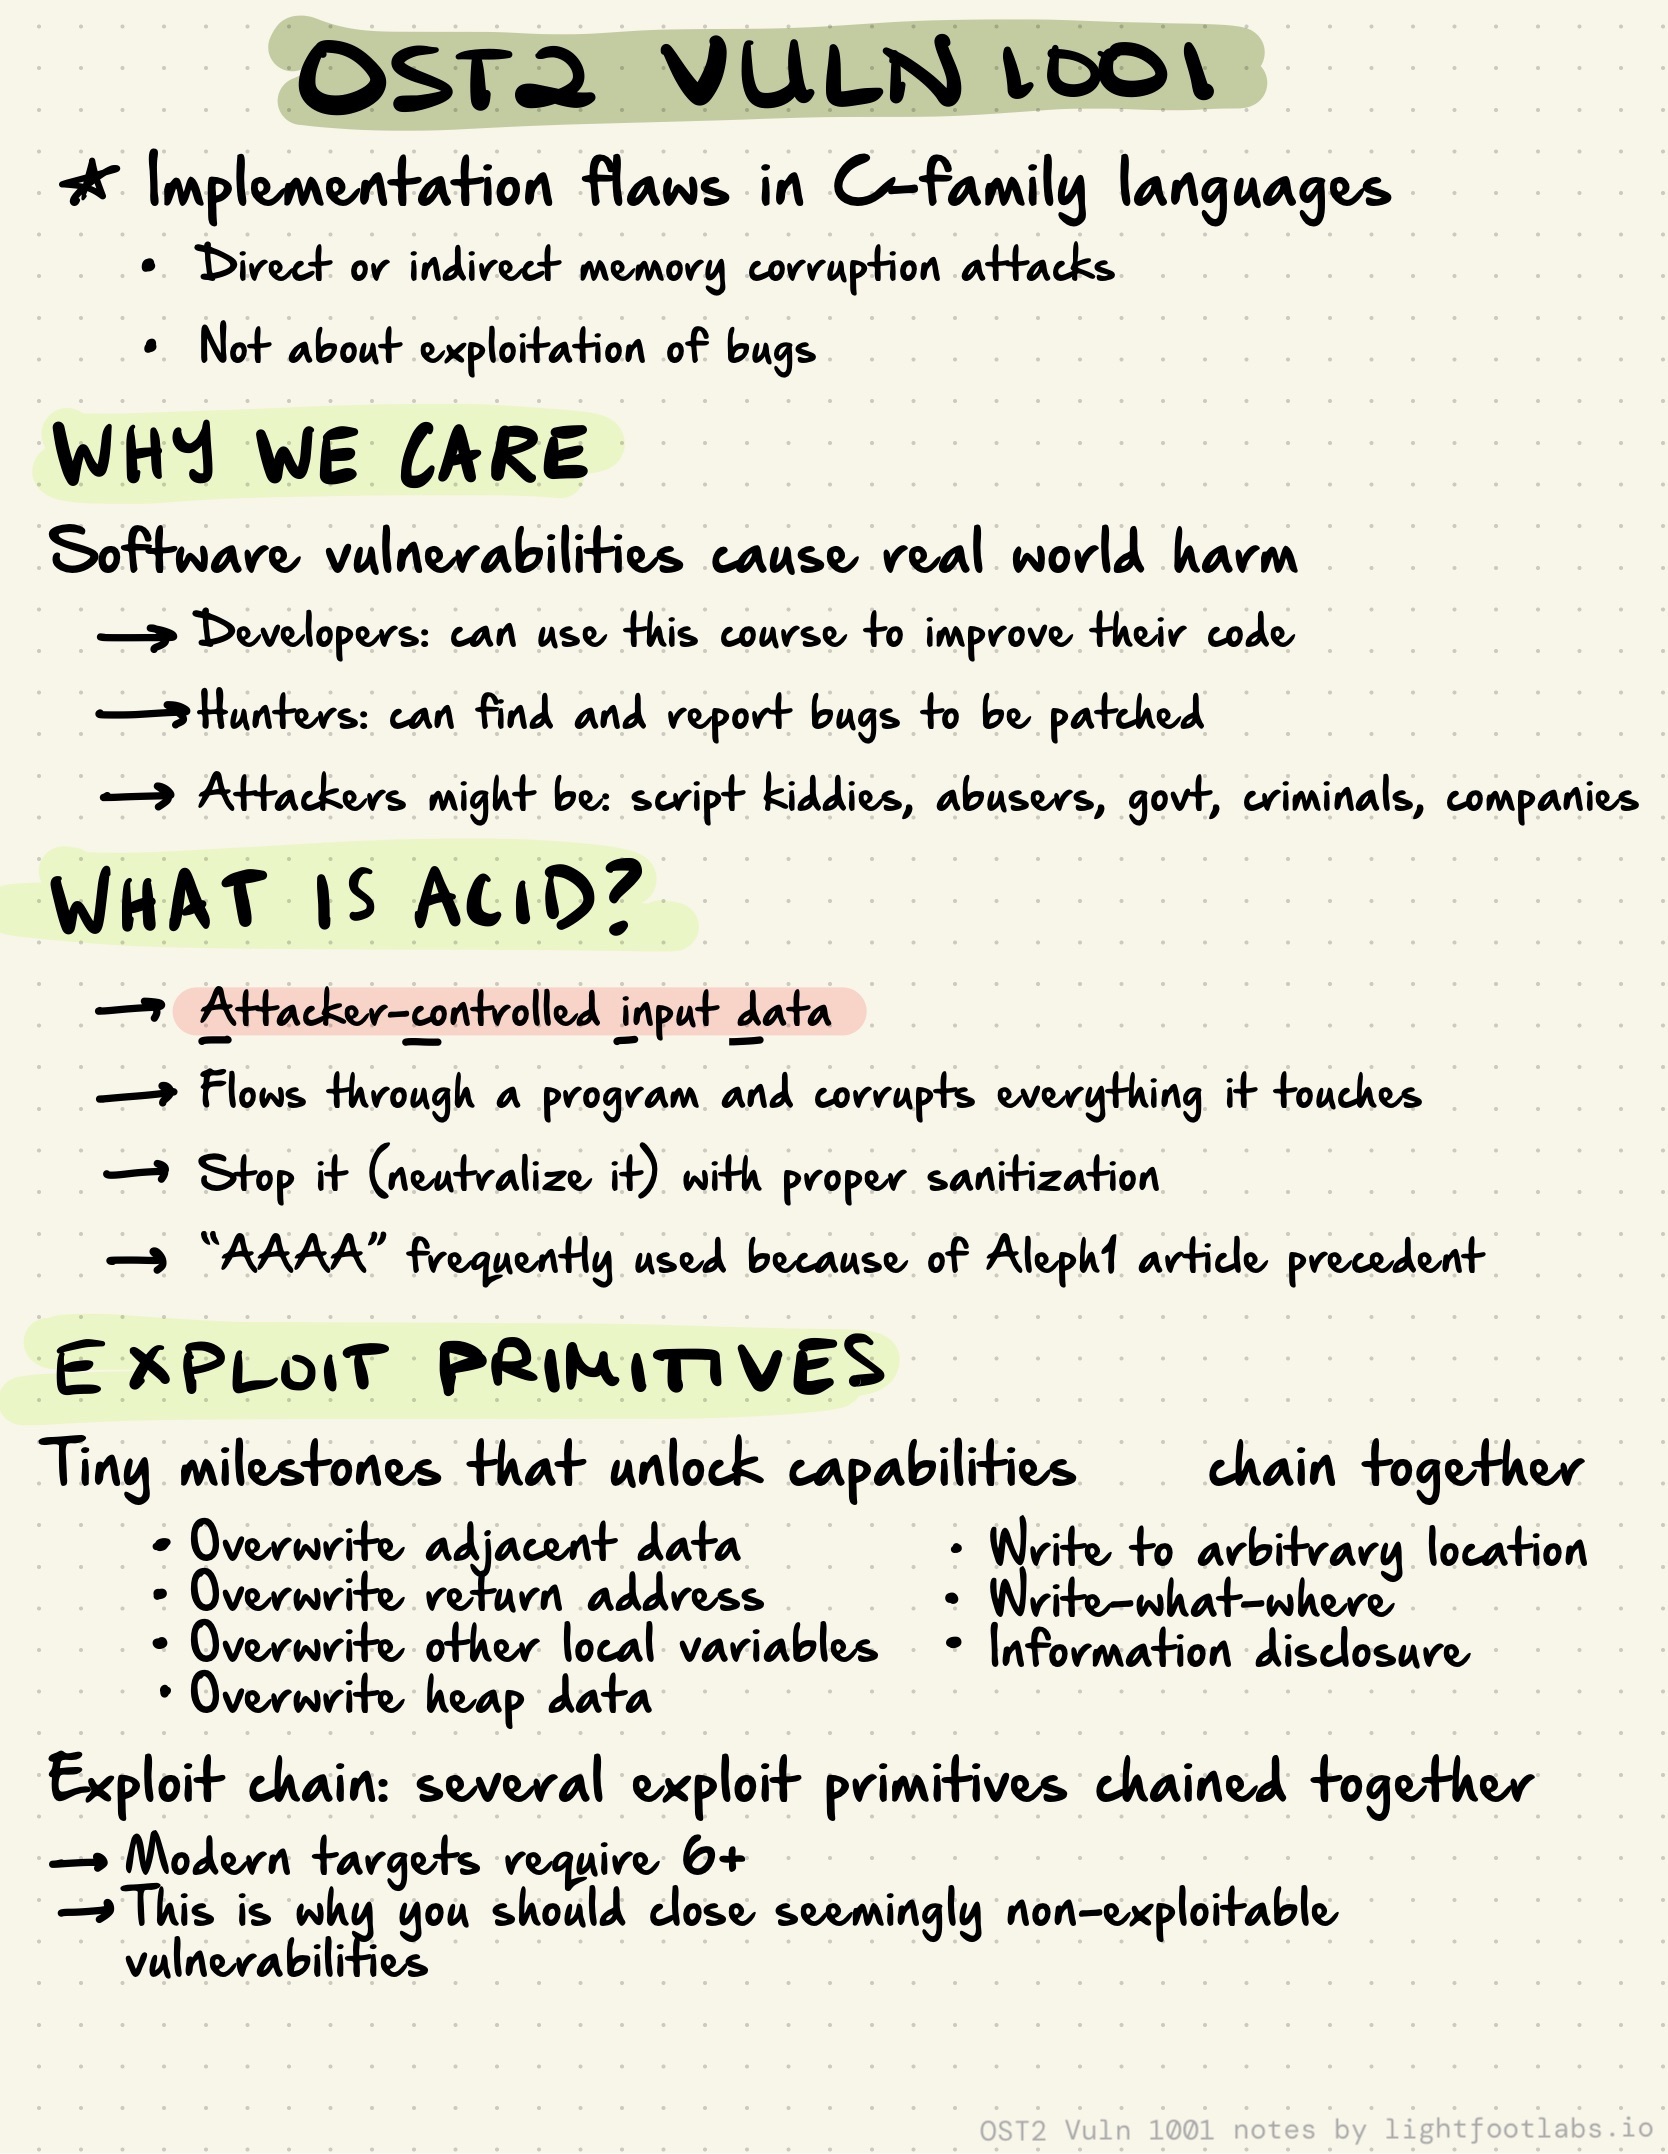 OST2 VULN 1001
★ Implementation flaws in C-family languages
• Direct or indirect memory corruption attacks
• Not about exploitation of bugs
WHY WE CARE
Software vulnerabilities cause real world harm
→ Developers: can use this course to improve their code
→ Hunters: can find and report bugs to be patched
→ Attackers might be: script kiddies, abusers, govt, criminals, companies
WHAT IS ACID?
→ Attacker-controlled input data
→ Flows through a program and corrupts everything it touches
→ Stop it (neutralize it) with proper sanitization
→ “AAAA” frequently used because of Aleph1 article precedent
EXPLOIT PRIMITIVES
Tiny milestones that unlock capabilities chain together
• Overwrite adjacent data
• Overwrite return address
• Overwrite other local variables
• Overwrite heap data
• Write to arbitrary location
• Write-what-where
• Information disclosure
Exploit chain: several exploit primitives chained together
→ Modern targets require 6+
→ This is why you should close seemingly non-exploitable
vulnerabilities
OST2 Vuln 1001 notes by lightfootlabs.io